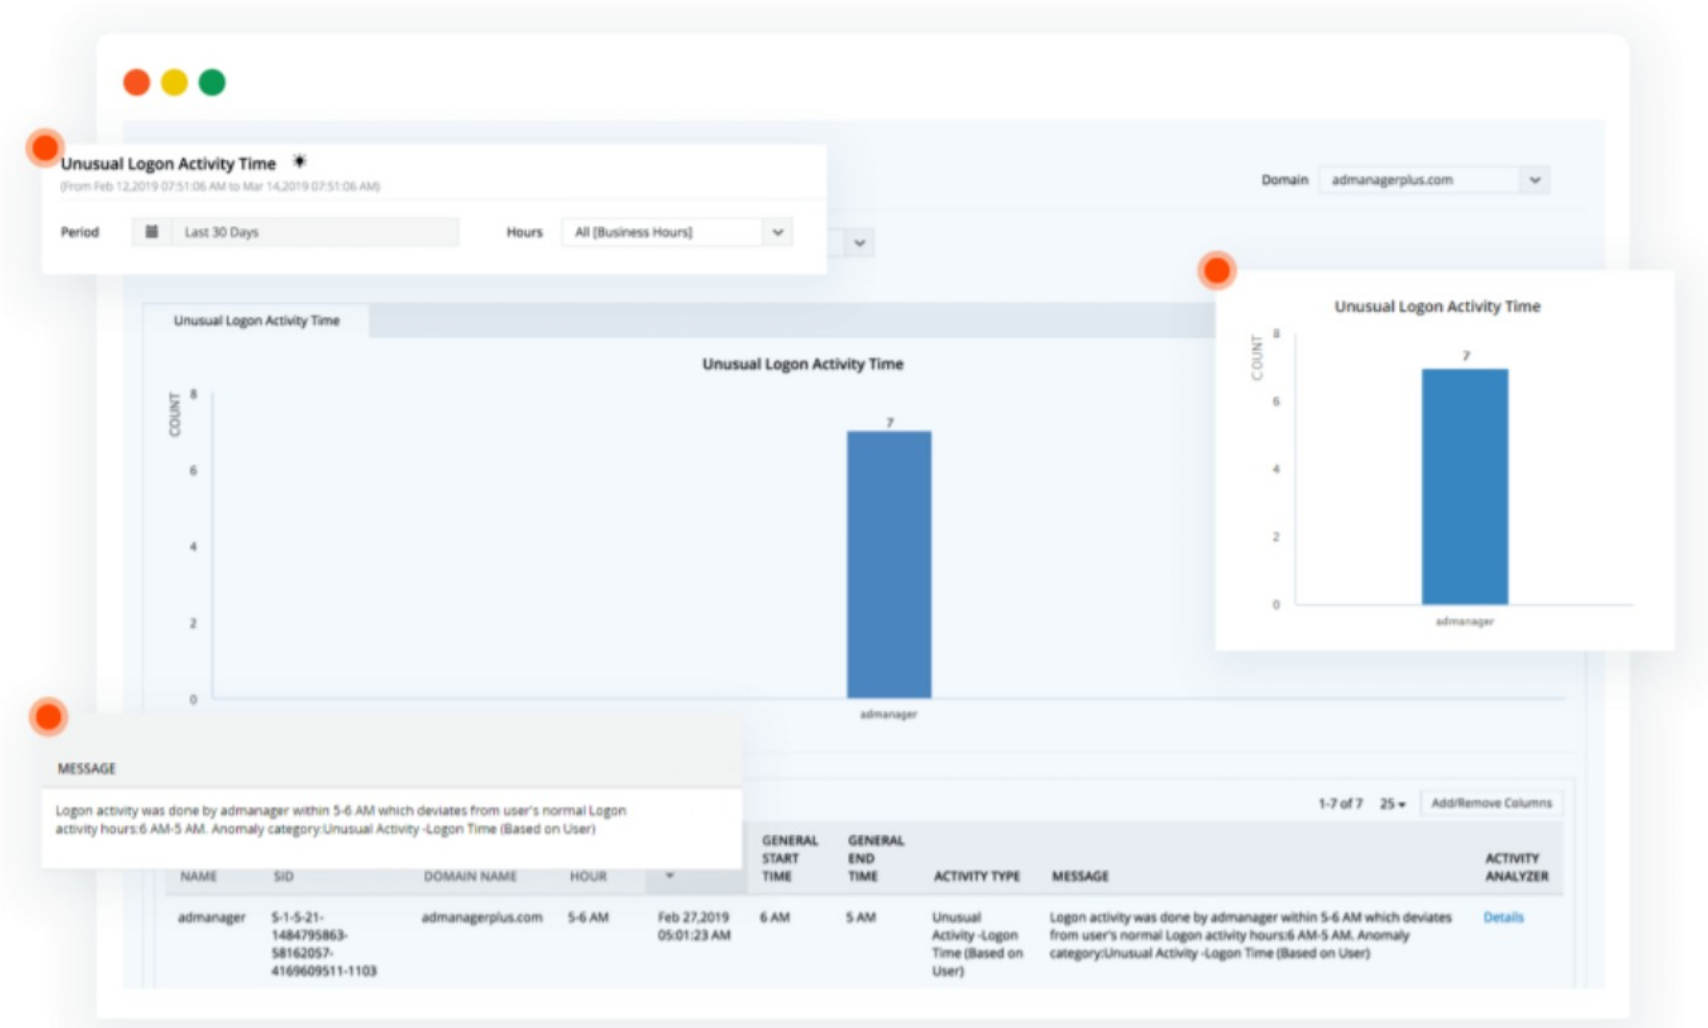 Unusual Logon Activity Time
(From Feb 12,2019 07:51:06 AM to Mar 14,2019 07:51:06 AM)
Period
Last 30 Days
Hours
All [Business Hours]
Domain
admanagerplus.com
Unusual Logon Activity Time
Unusual Logon Activity Time
COUNT
8
7
6
4
2
0
admanager
Unusual Logon Activity Time
COUNT
8
7
6
4
2
0
admanager
MESSAGE
Logon activity was done by admanager within 5-6 AM which deviates from user's normal Logon
activity hours:6 AM-5 AM. Anomaly category:Unusual Activity -Logon Time (Based on User)
1-7 of 7
25
Add/Remove Columns
NAME
SID
DOMAIN NAME
HOUR
GENERAL
START
TIME
GENERAL
END
TIME
ACTIVITY TYPE
MESSAGE
ACTIVITY
ANALYZER
admanager
S-1-5-21-
1484795863-
58162057-
4169609511-1103
admanagerplus.com
5-6 AM
Feb 27,2019
05:01:23 AM
6 AM
5 AM
Unusual
Activity -Logon
Time (Based on
User)
Logon activity was done by admanager within 5-6 AM which deviates
from user's normal Logon activity hours:6 AM-5 AM. Anomaly
category:Unusual Activity -Logon Time (Based on User)
Details